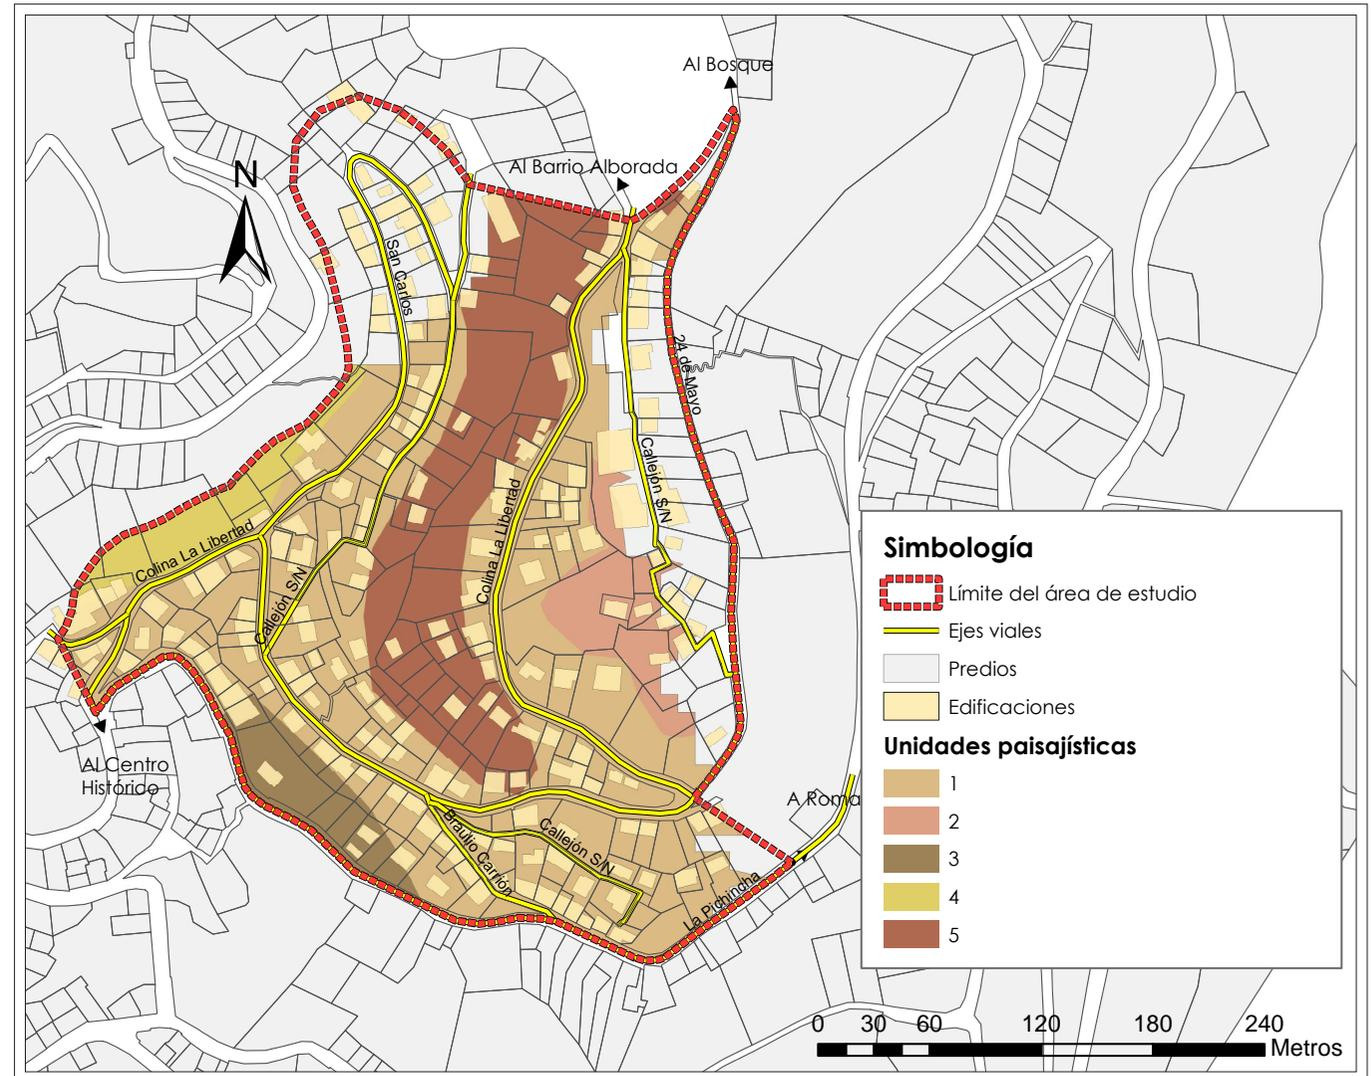 Al Bosque
Al Barrio Alborada
N
San Carlos
24 de Mayo
Callejón S/N
Colina La Libertad
Colina La Libertad
Callejón S/N
Al Centro
Histórico
A Roma
Braulio Carrión
Callejón S/N
La Pichincha
Simbología
Límite del área de estudio
Ejes viales
Predios
Edificaciones
Unidades paisajísticas
1
2
3
4
5
0 30 60 120 180 240
Metros